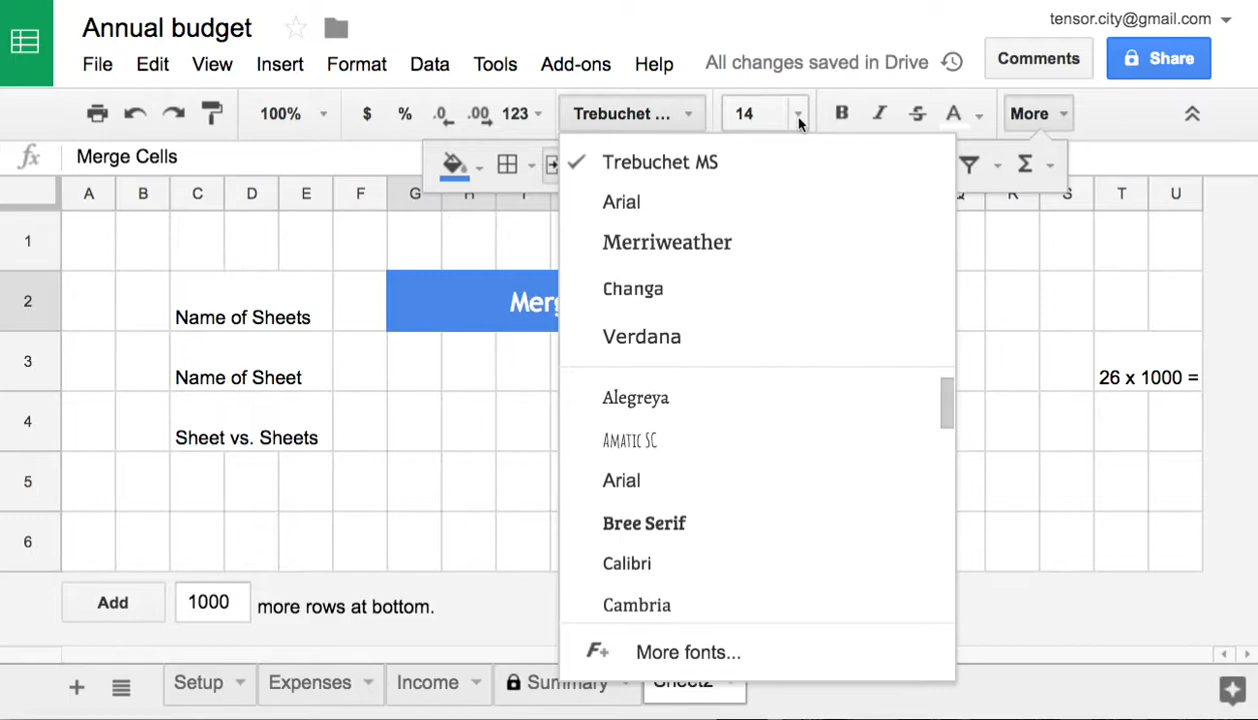 Annual budget
tensor.city@gmail.com
File Edit View Insert Format Data Tools Add-ons Help All changes saved in Drive Comments Share
100% $ % .0 .00 123 Trebuchet ... 14 B I S A More
fx Merge Cells Σ
A B C D E F G H I Q R S T U
1
2 Name of Sheets
3 Name of Sheet 26 x 1000 =
4 Sheet vs. Sheets
5
6
Trebuchet MS
Arial
Merriweather
Changa
Verdana
Alegreya
Amatic SC
Arial
Bree Serif
Calibri
Cambria
F+ More fonts...
Add 1000 more rows at bottom.
Setup Expenses Income Summary Sheet2